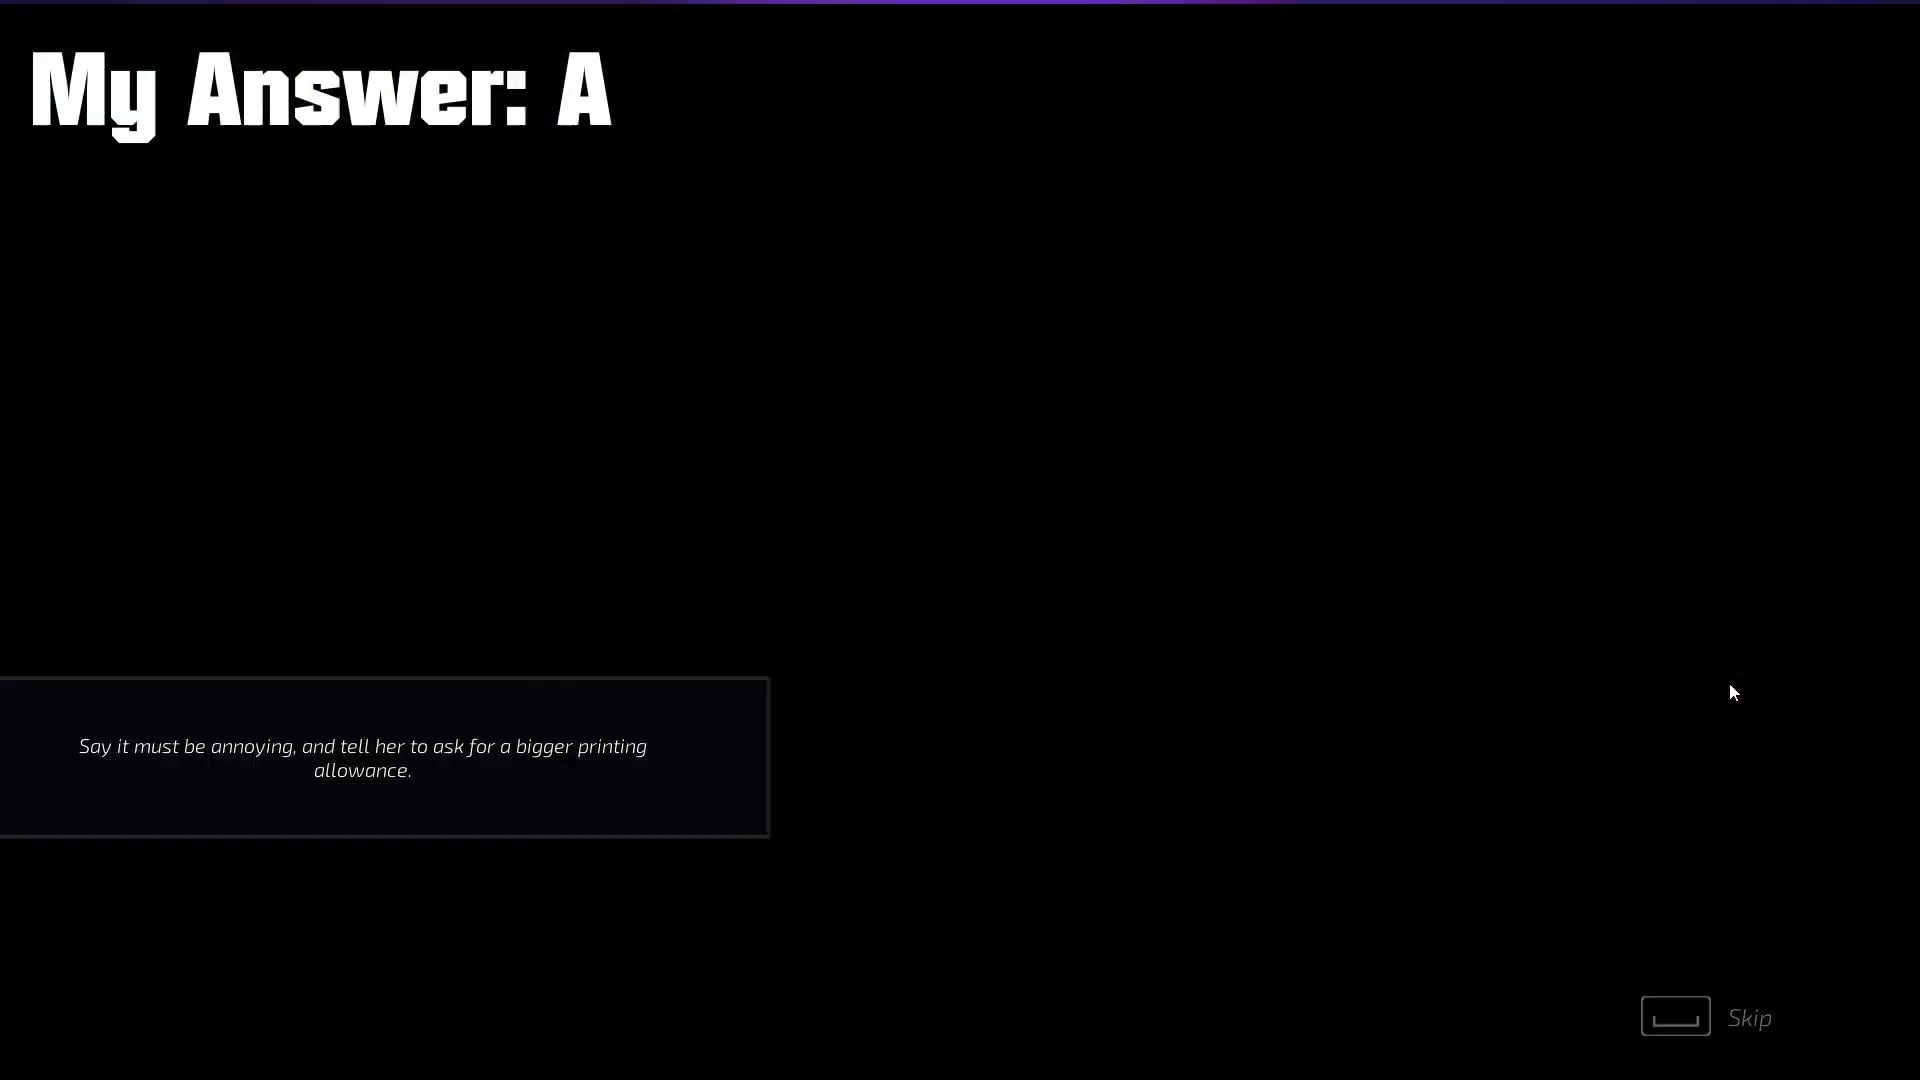 My Answer: A
Say it must be annoying, and tell her to ask for a bigger printing
allowance.
Skip